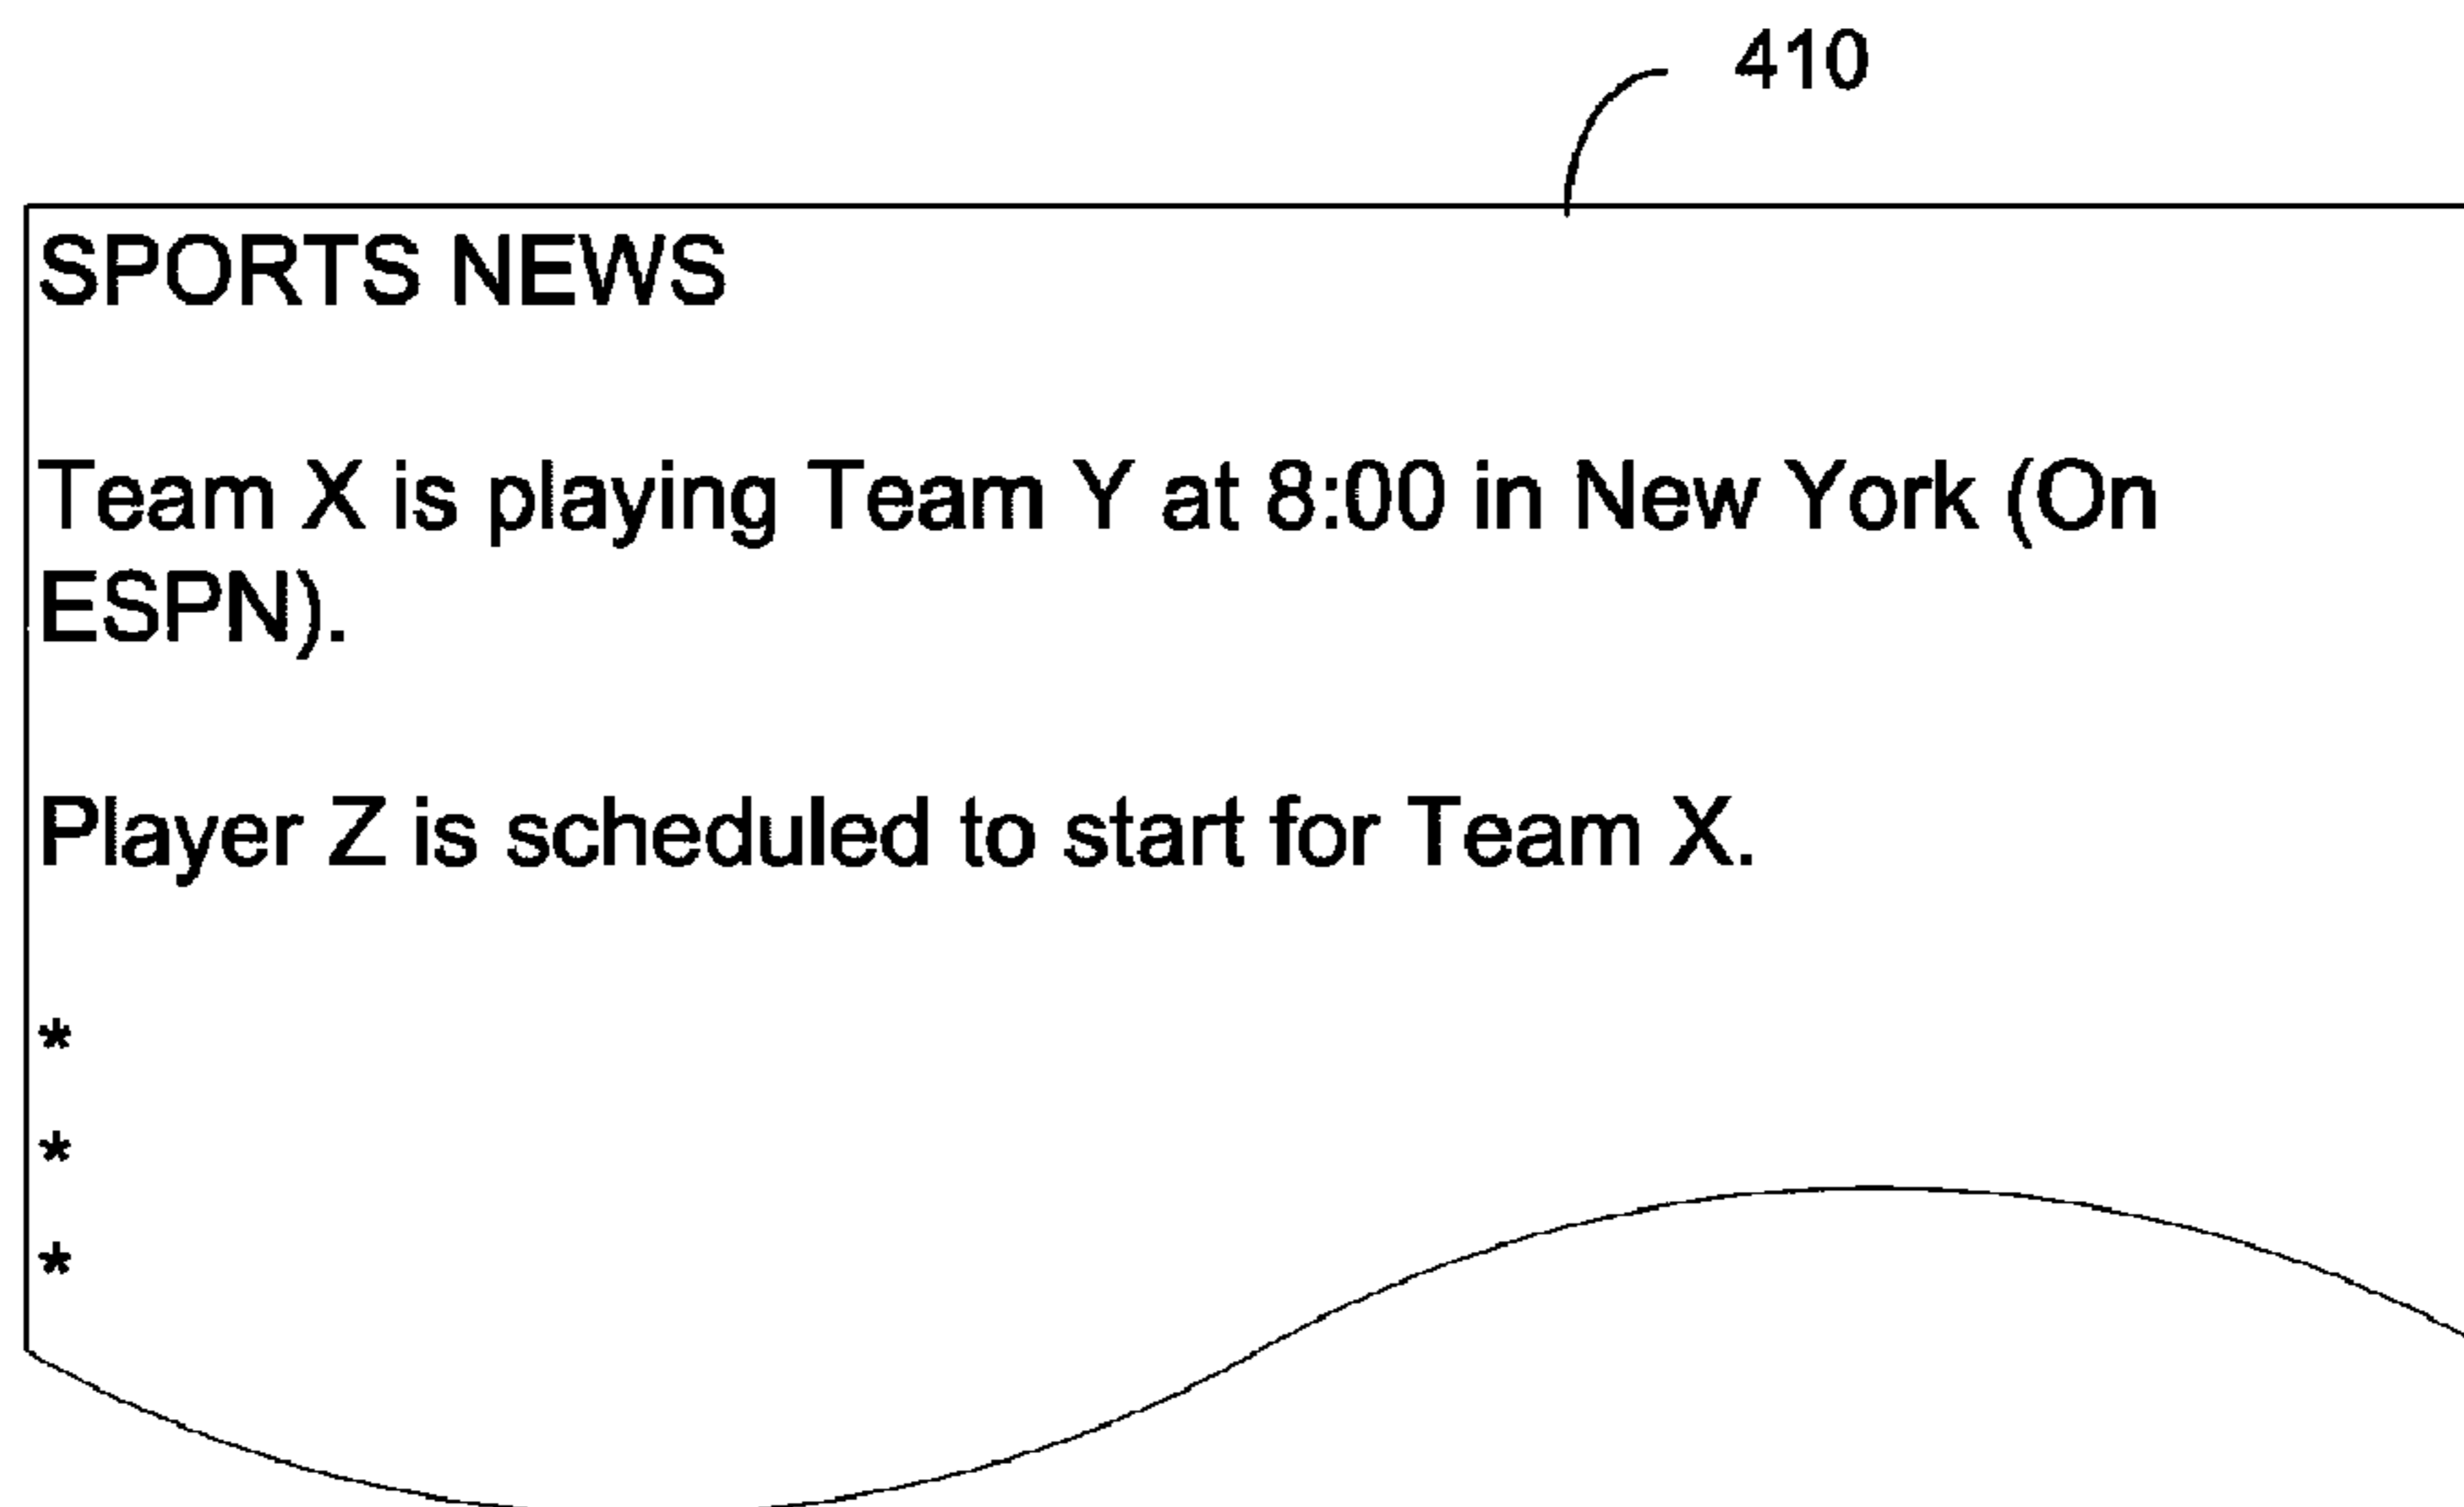 410
SPORTS NEWS
Team X is playing Team Y at 8:00 in New York (On
ESPN).
Player Z is scheduled to start for Team X.
*
*
*